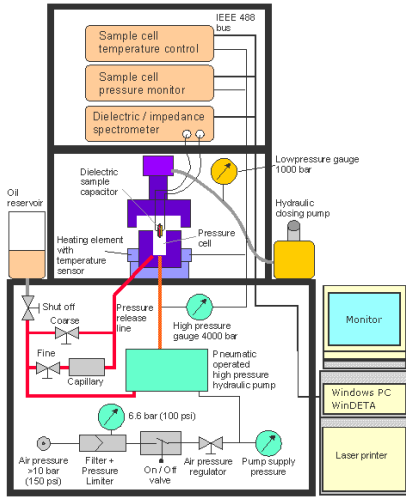 IEEE 488
bus
Sample cell
temperature control
Sample cell
pressure monitor
Dielectric / impedance
spectrometer
Lowpressure gauge
1000 bar
Dielectric
sample
capacitor
Oil
reservoir
Hydraulic
closing pump
Pressure
cell
Heating element
with
temperature
sensor
Shut off
Coarse
Pressure
release
line
High pressure
gauge 4000 bar
Fine
Capillary
Pneumatic
operated
high pressure
hydraulic pump
Monitor
Windows PC
WinDETA
6.6 bar (100 psi)
Laser printer
Air pressure
>10 bar
(150 psi)
Filter +
Pressure
Limiter
On / Off
valve
Air pressure
regulator
Pump supply
pressure